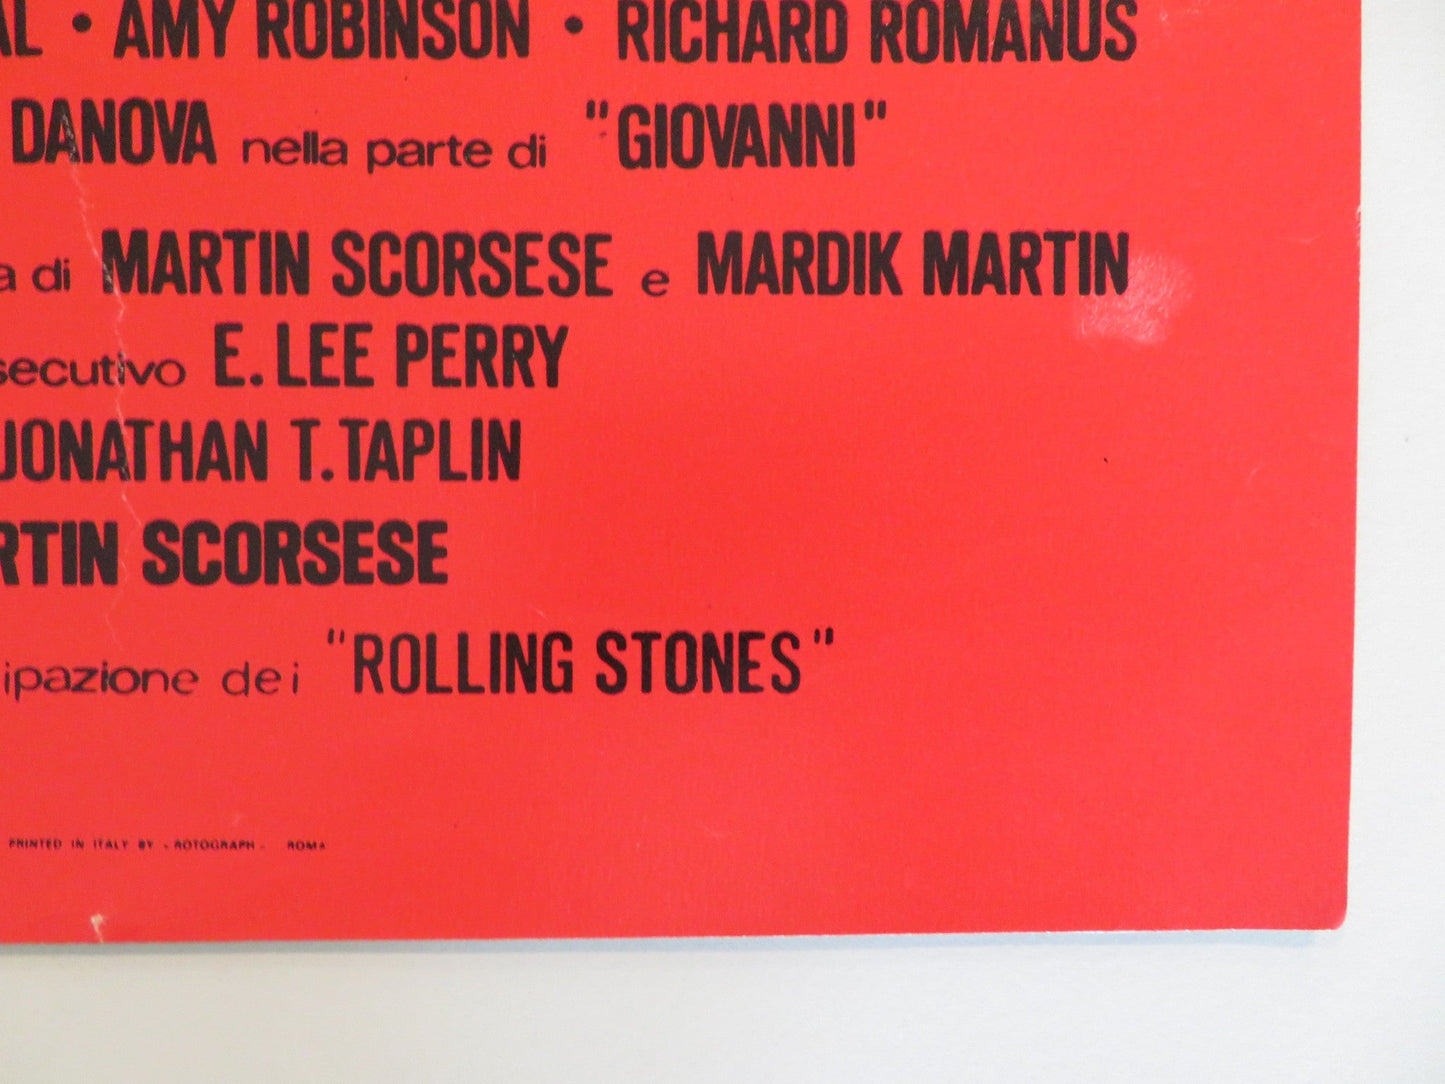 AL • AMY ROBINSON • RICHARD ROMANUS
DANOVA nella parte di "GIOVANNI"
a di MARTIN SCORSESE e MARDIK MARTIN
secutivo E. LEE PERRY
JONATHAN T. TAPLIN
RTIN SCORSESE
ipazione dei "ROLLING STONES"
PRINTED IN ITALY BY - ROTOGRAPH - ROMA